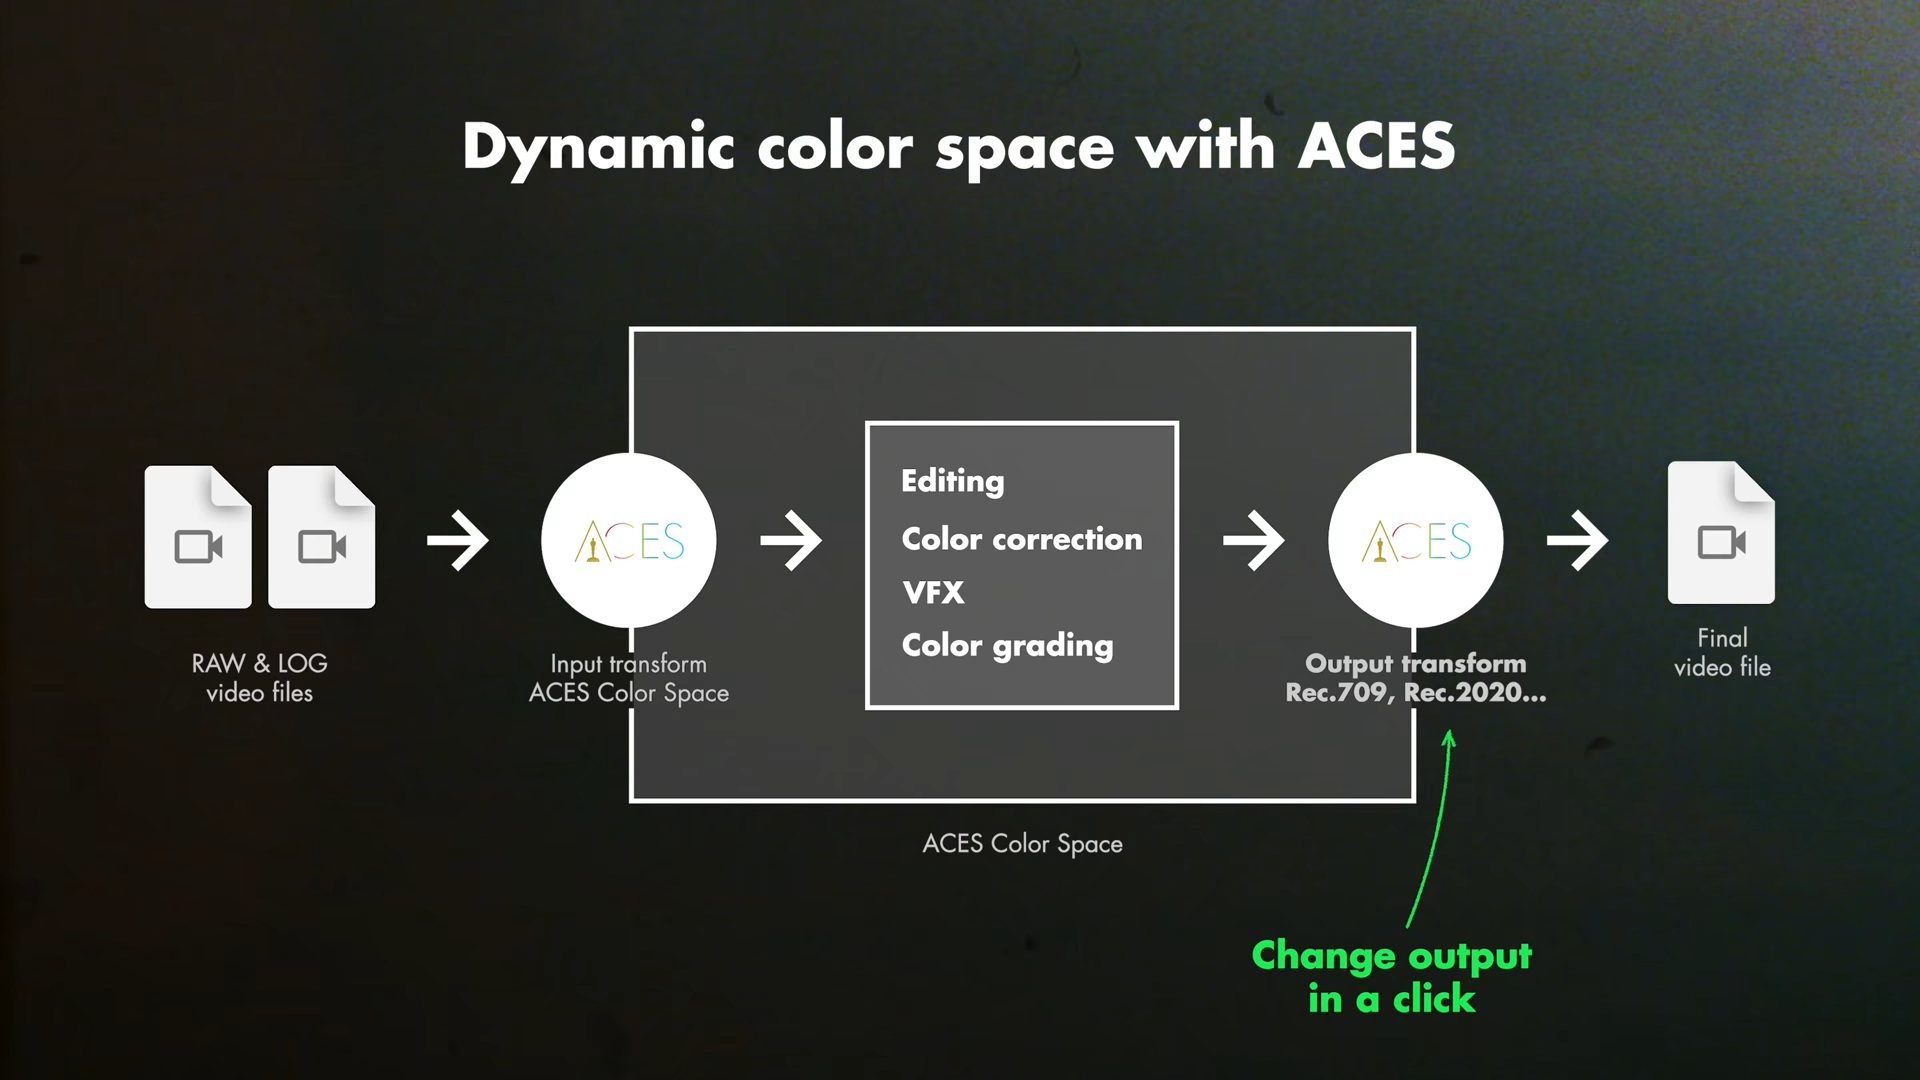 Dynamic color space with ACES
RAW & LOG
video files
ACES
Input transform
ACES Color Space
Editing
Color correction
VFX
Color grading
ACES
Output transform
Rec.709, Rec.2020...
Final
video file
ACES Color Space
Change output
in a click